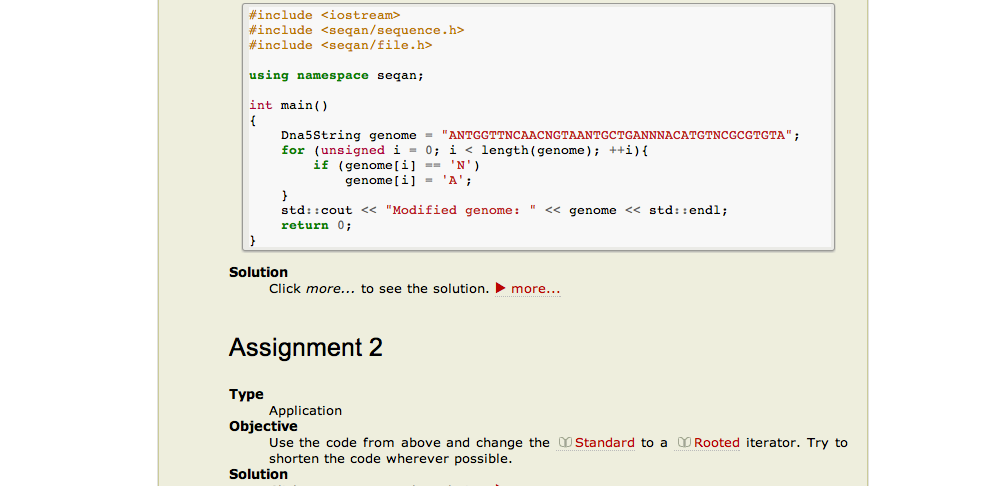 #include <iostream>
#include <seqan/sequence.h>
#include <seqan/file.h>
using namespace seqan;
int main()
{
    Dna5String genome = "ANTGGTTNCAACNGTAANTGCTGANNNACATGTNCGCGTGTA";
    for (unsigned i = 0; i < length(genome); ++i){
        if (genome[i] == 'N')
            genome[i] = 'A';
    }
    std::cout << "Modified genome: " << genome << std::endl;
    return 0;
}
Solution
Click more... to see the solution. more...
Assignment 2
Type
Application
Objective
Use the code from above and change the Standard to a Rooted iterator. Try to
shorten the code wherever possible.
Solution